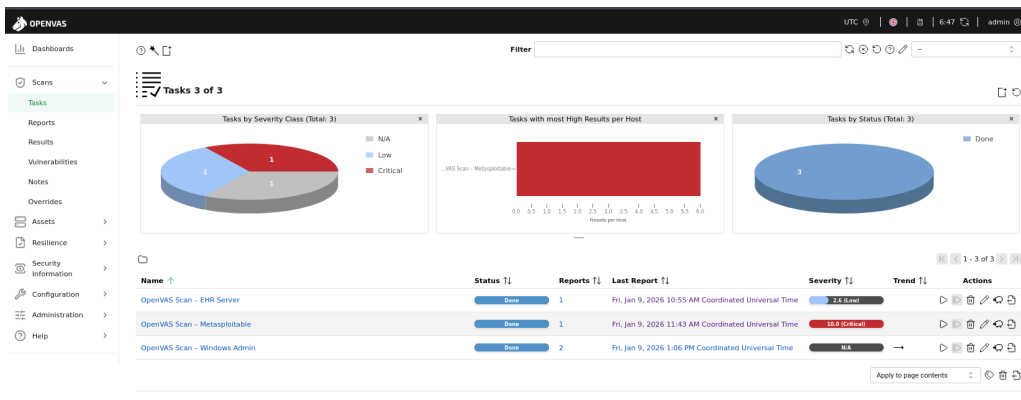 OPENVAS
UTC
6:47
admin
Dashboards
Filter
--
Scans
Tasks
Reports
Results
Vulnerabilities
Notes
Overrides
Assets
Resilience
Security
Information
Configuration
Administration
Help
Tasks 3 of 3
Tasks by Severity Class (Total: 3)
×
1
1
1
N/A
Low
Critical
Tasks with most High Results per Host
×
...VAS Scan – Metasploitable
0.0 0.5 1.0 1.5 2.0 2.5 3.0 3.5 4.0 4.5 5.0 5.5 6.0
Results per Host
Tasks by Status (Total: 3)
×
3
Done
1 - 3 of 3
Name Status Reports Last Report Severity Trend Actions
OpenVAS Scan – EHR Server Done 1 Fri, Jan 9, 2026 10:55 AM Coordinated Universal Time 2.6 (Low)
OpenVAS Scan – Metasploitable Done 1 Fri, Jan 9, 2026 11:43 AM Coordinated Universal Time 10.0 (Critical)
OpenVAS Scan – Windows Admin Done 2 Fri, Jan 9, 2026 1:06 PM Coordinated Universal Time N/A
Apply to page contents